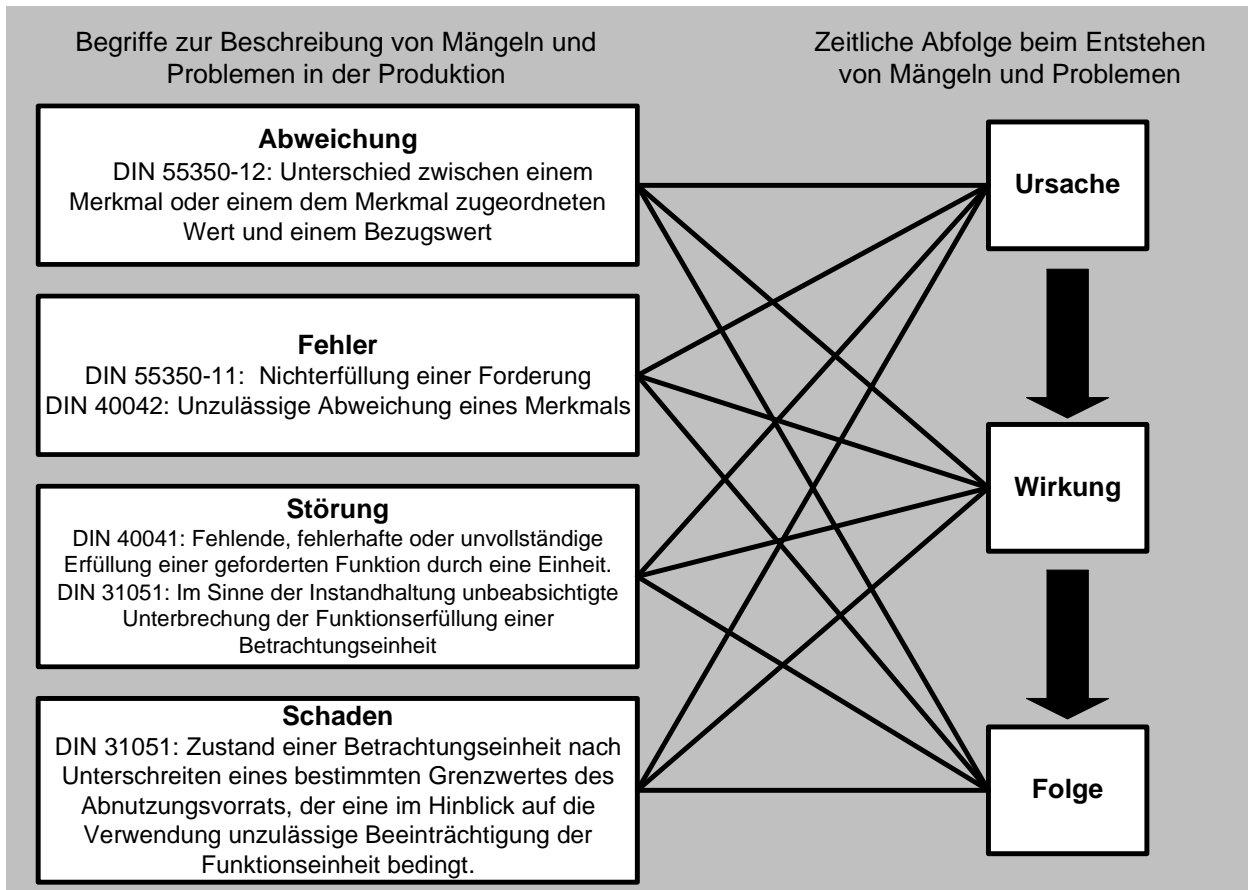 Begriffe zur Beschreibung von Mängeln und
Problemen in der Produktion
Zeitliche Abfolge beim Entstehen
von Mängeln und Problemen
Abweichung
DIN 55350-12: Unterschied zwischen einem
Merkmal oder einem dem Merkmal zugeordneten
Wert und einem Bezugswert
Fehler
DIN 55350-11: Nichterfüllung einer Forderung
DIN 40042: Unzulässige Abweichung eines Merkmals
Störung
DIN 40041: Fehlende, fehlerhafte oder unvollständige
Erfüllung einer geforderten Funktion durch eine Einheit.
DIN 31051: Im Sinne der Instandhaltung unbeabsichtigte
Unterbrechung der Funktionserfüllung einer
Betrachtungseinheit
Schaden
DIN 31051: Zustand einer Betrachtungseinheit nach
Unterschreiten eines bestimmten Grenzwertes des
Abnutzungsvorrats, der eine im Hinblick auf die
Verwendung unzulässige Beeinträchtigung der
Funktionseinheit bedingt.
Ursache
Wirkung
Folge